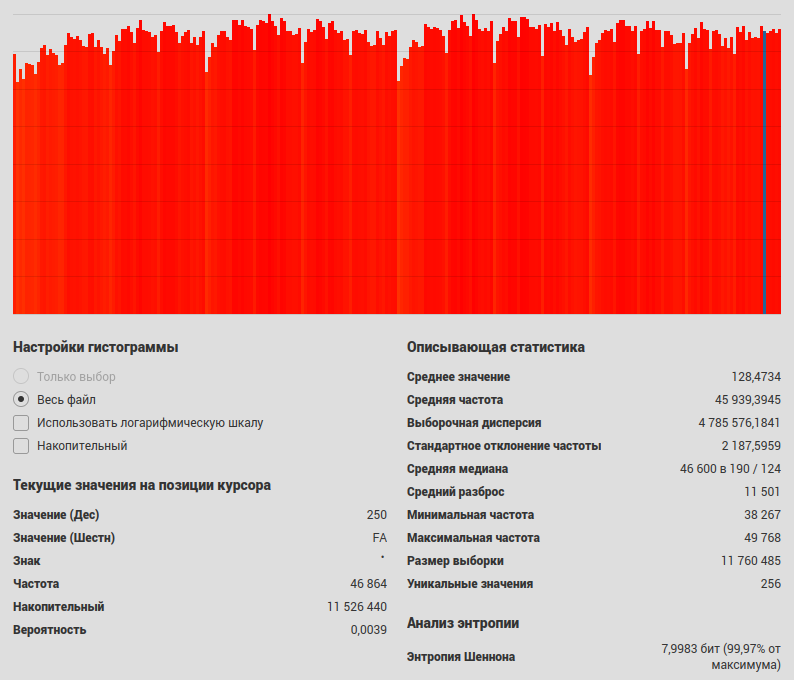 Настройки гистограммы
Только выбор
Весь файл
Использовать логарифмическую шкалу
Накопительный
Текущие значения на позиции курсора
Значение (Дес) 250
Значение (Шестн) FA
Знак ˙
Частота 46 864
Накопительный 11 526 440
Вероятность 0,0039
Описывающая статистика
Среднее значение 128,4734
Средняя частота 45 939,3945
Выборочная дисперсия 4 785 576,1841
Стандартное отклонение частоты 2 187,5959
Средняя медиана 46 600 в 190 / 124
Средний разброс 11 501
Минимальная частота 38 267
Максимальная частота 49 768
Размер выборки 11 760 485
Уникальные значения 256
Анализ энтропии
Энтропия Шеннона 7,9983 бит (99,97% от
максимума)